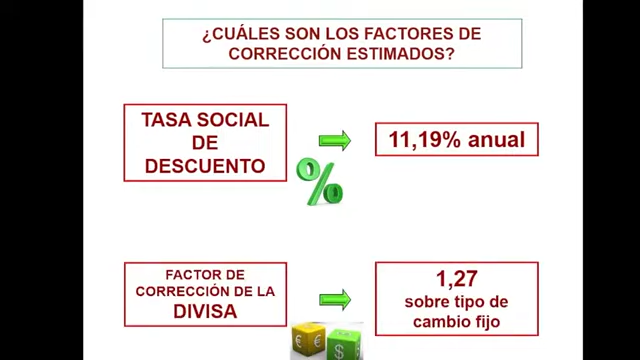 ¿CUÁLES SON LOS FACTORES DE
CORRECCIÓN ESTIMADOS?
TASA SOCIAL
DE
DESCUENTO
11,19% anual
%
FACTOR DE
CORRECCIÓN DE LA
DIVISA
1,27
sobre tipo de
cambio fijo
€ € $